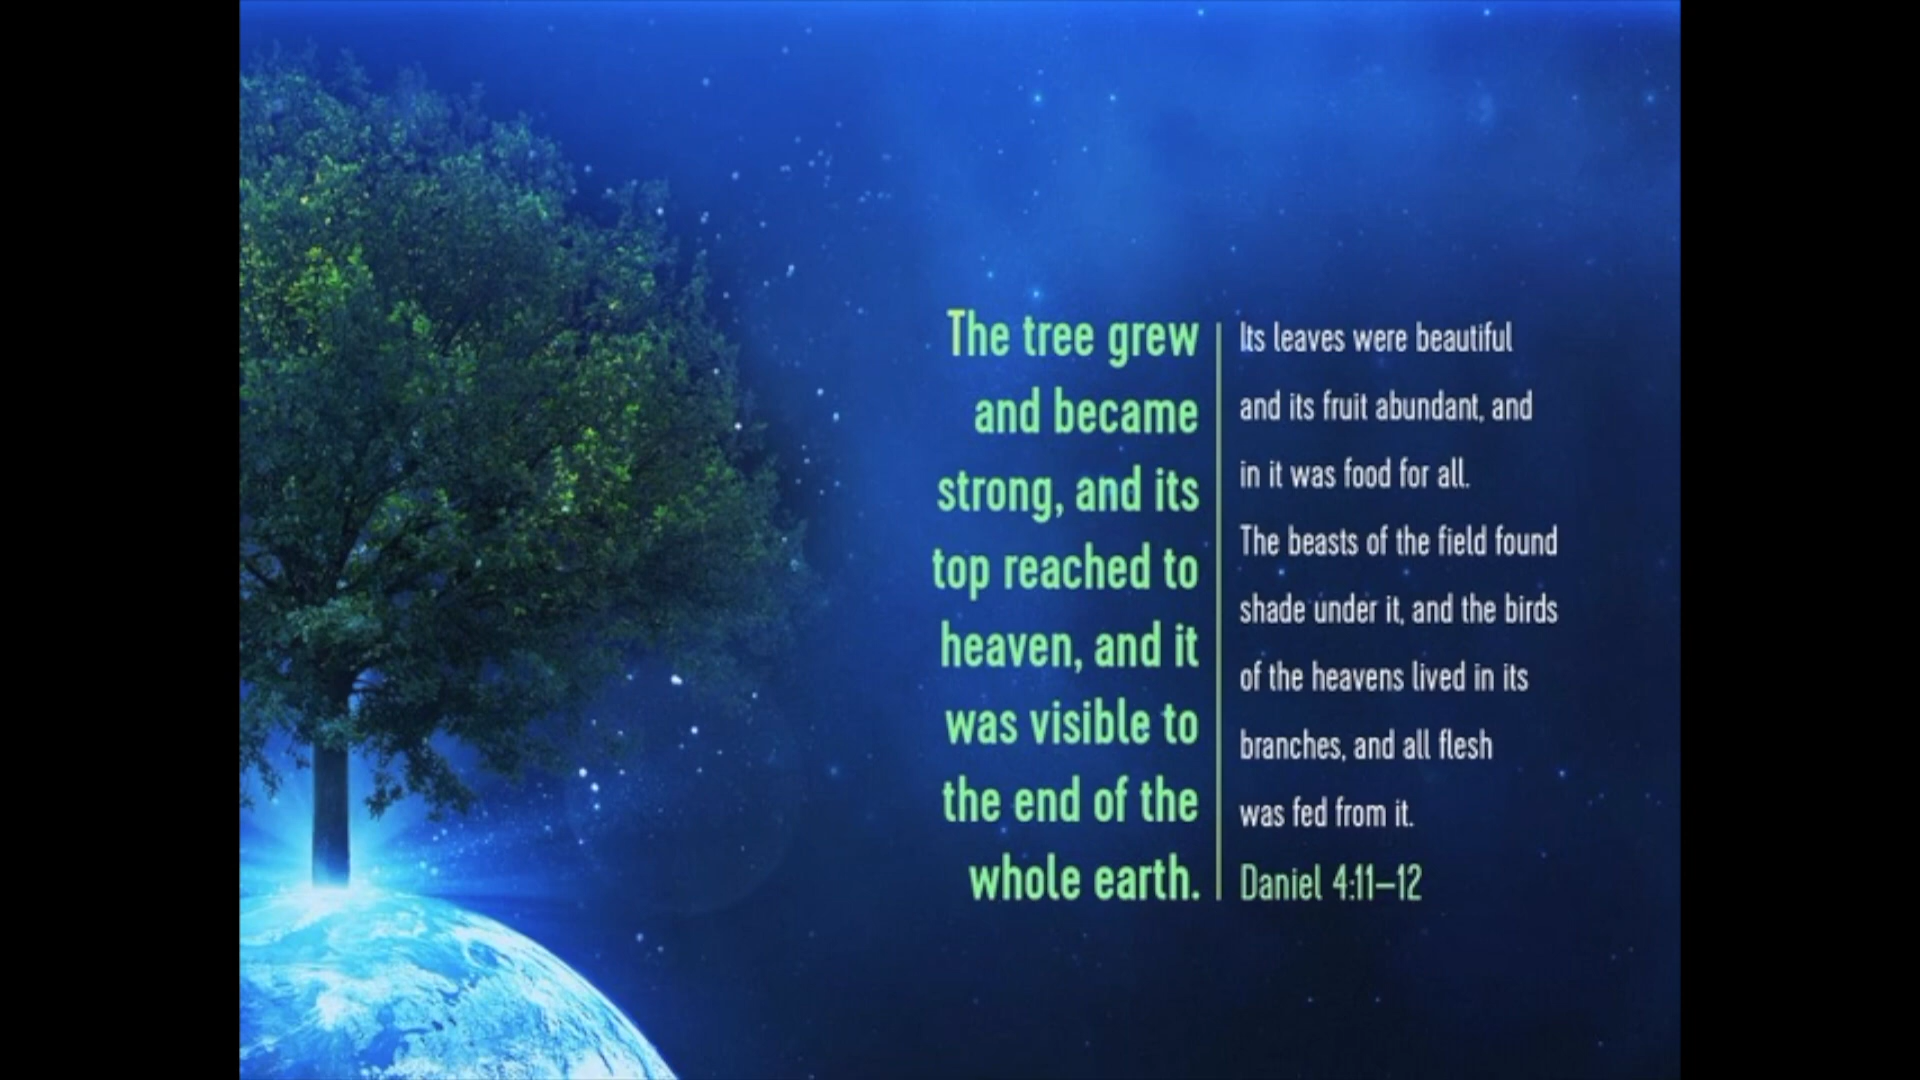 The tree grew
and became
strong, and its
top reached to
heaven, and it
was visible to
the end of the
whole earth.
Its leaves were beautiful
and its fruit abundant, and
in it was food for all.
The beasts of the field found
shade under it, and the birds
of the heavens lived in its
branches, and all flesh
was fed from it.
Daniel 4:11–12